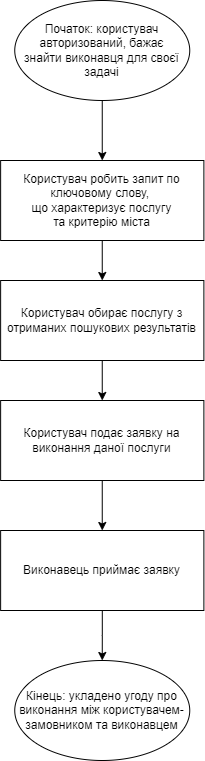 Початок: користувач
авторизований, бажає
знайти виконавця для своєї
задачі
Користувач робить запит по
ключовому слову,
що характеризує послугу
та критерію міста
Користувач обирає послугу з
отриманих пошукових результатів
Користувач подає заявку на
виконання даної послуги
Виконавець приймає заявку
Кінець: укладено угоду про
виконання між користувачем-
замовником та виконавцем